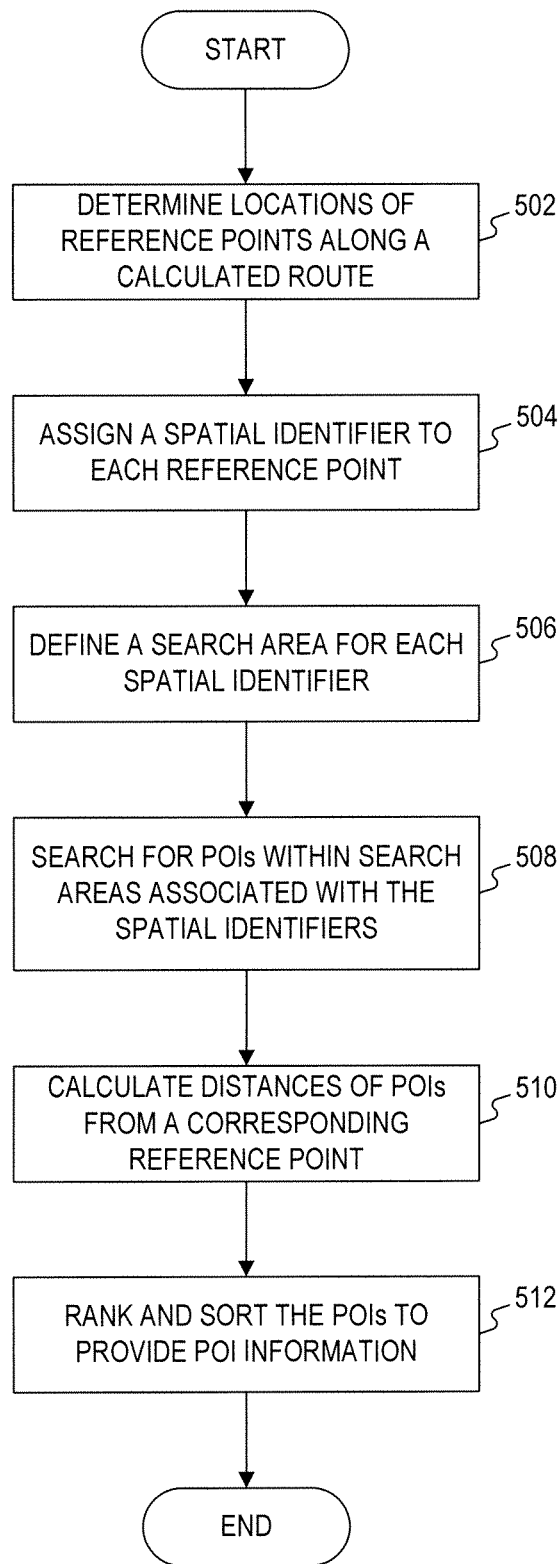 START
DETERMINE LOCATIONS OF
REFERENCE POINTS ALONG A
CALCULATED ROUTE
502
ASSIGN A SPATIAL IDENTIFIER TO
EACH REFERENCE POINT
504
DEFINE A SEARCH AREA FOR EACH
SPATIAL IDENTIFIER
506
SEARCH FOR POIs WITHIN SEARCH
AREAS ASSOCIATED WITH THE
SPATIAL IDENTIFIERS
508
CALCULATE DISTANCES OF POIs
FROM A CORRESPONDING
REFERENCE POINT
510
RANK AND SORT THE POIs TO
PROVIDE POI INFORMATION
512
END